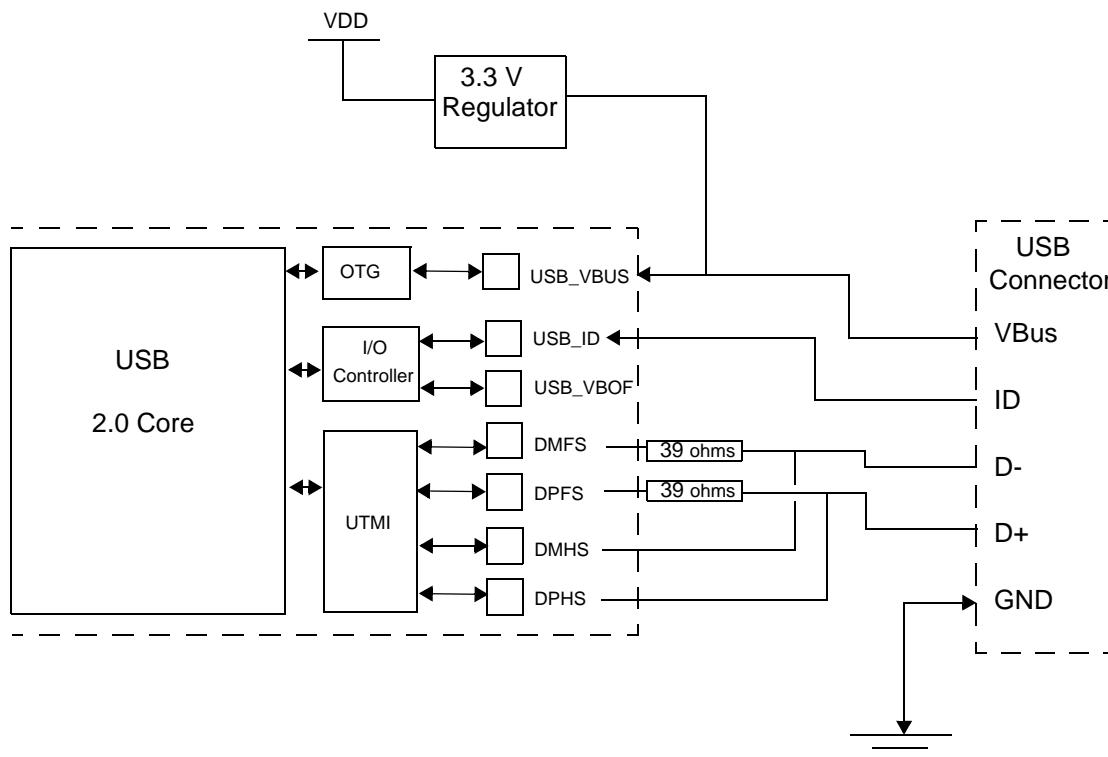 VDD
3.3 V
Regulator
USB
2.0 Core
OTG
I/O
Controller
UTMI
USB_VBUS
USB_ID
USB_VBOF
DMFS
DPFS
DMHS
DPHS
39 ohms
39 ohms
USB
Connector
VBus
ID
D-
D+
GND